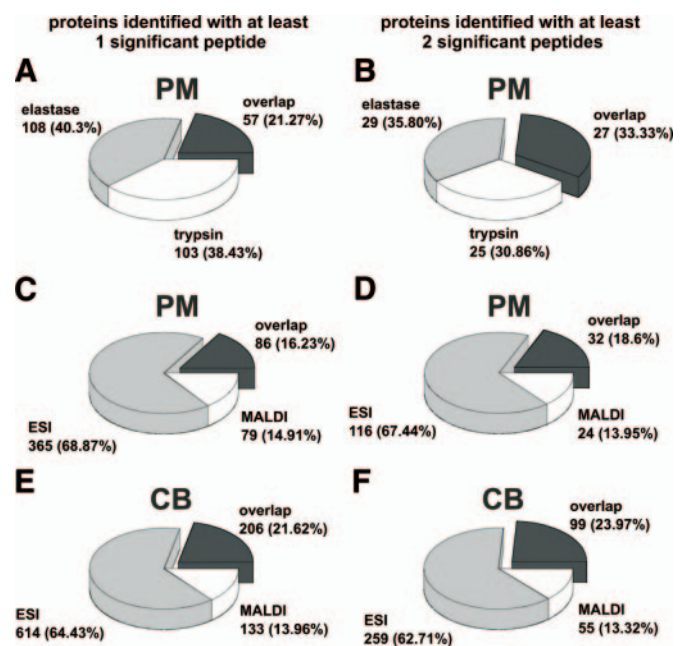 proteins identified with at least
1 significant peptide
proteins identified with at least
2 significant peptides
A
PM
elastase
108 (40.3%)
overlap
57 (21.27%)
trypsin
103 (38.43%)
B
PM
elastase
29 (35.80%)
overlap
27 (33.33%)
trypsin
25 (30.86%)
C
PM
overlap
86 (16.23%)
ESI
365 (68.87%)
MALDI
79 (14.91%)
D
PM
overlap
32 (18.6%)
ESI
116 (67.44%)
MALDI
24 (13.95%)
E
CB
overlap
206 (21.62%)
ESI
614 (64.43%)
MALDI
133 (13.96%)
F
CB
overlap
99 (23.97%)
ESI
259 (62.71%)
MALDI
55 (13.32%)